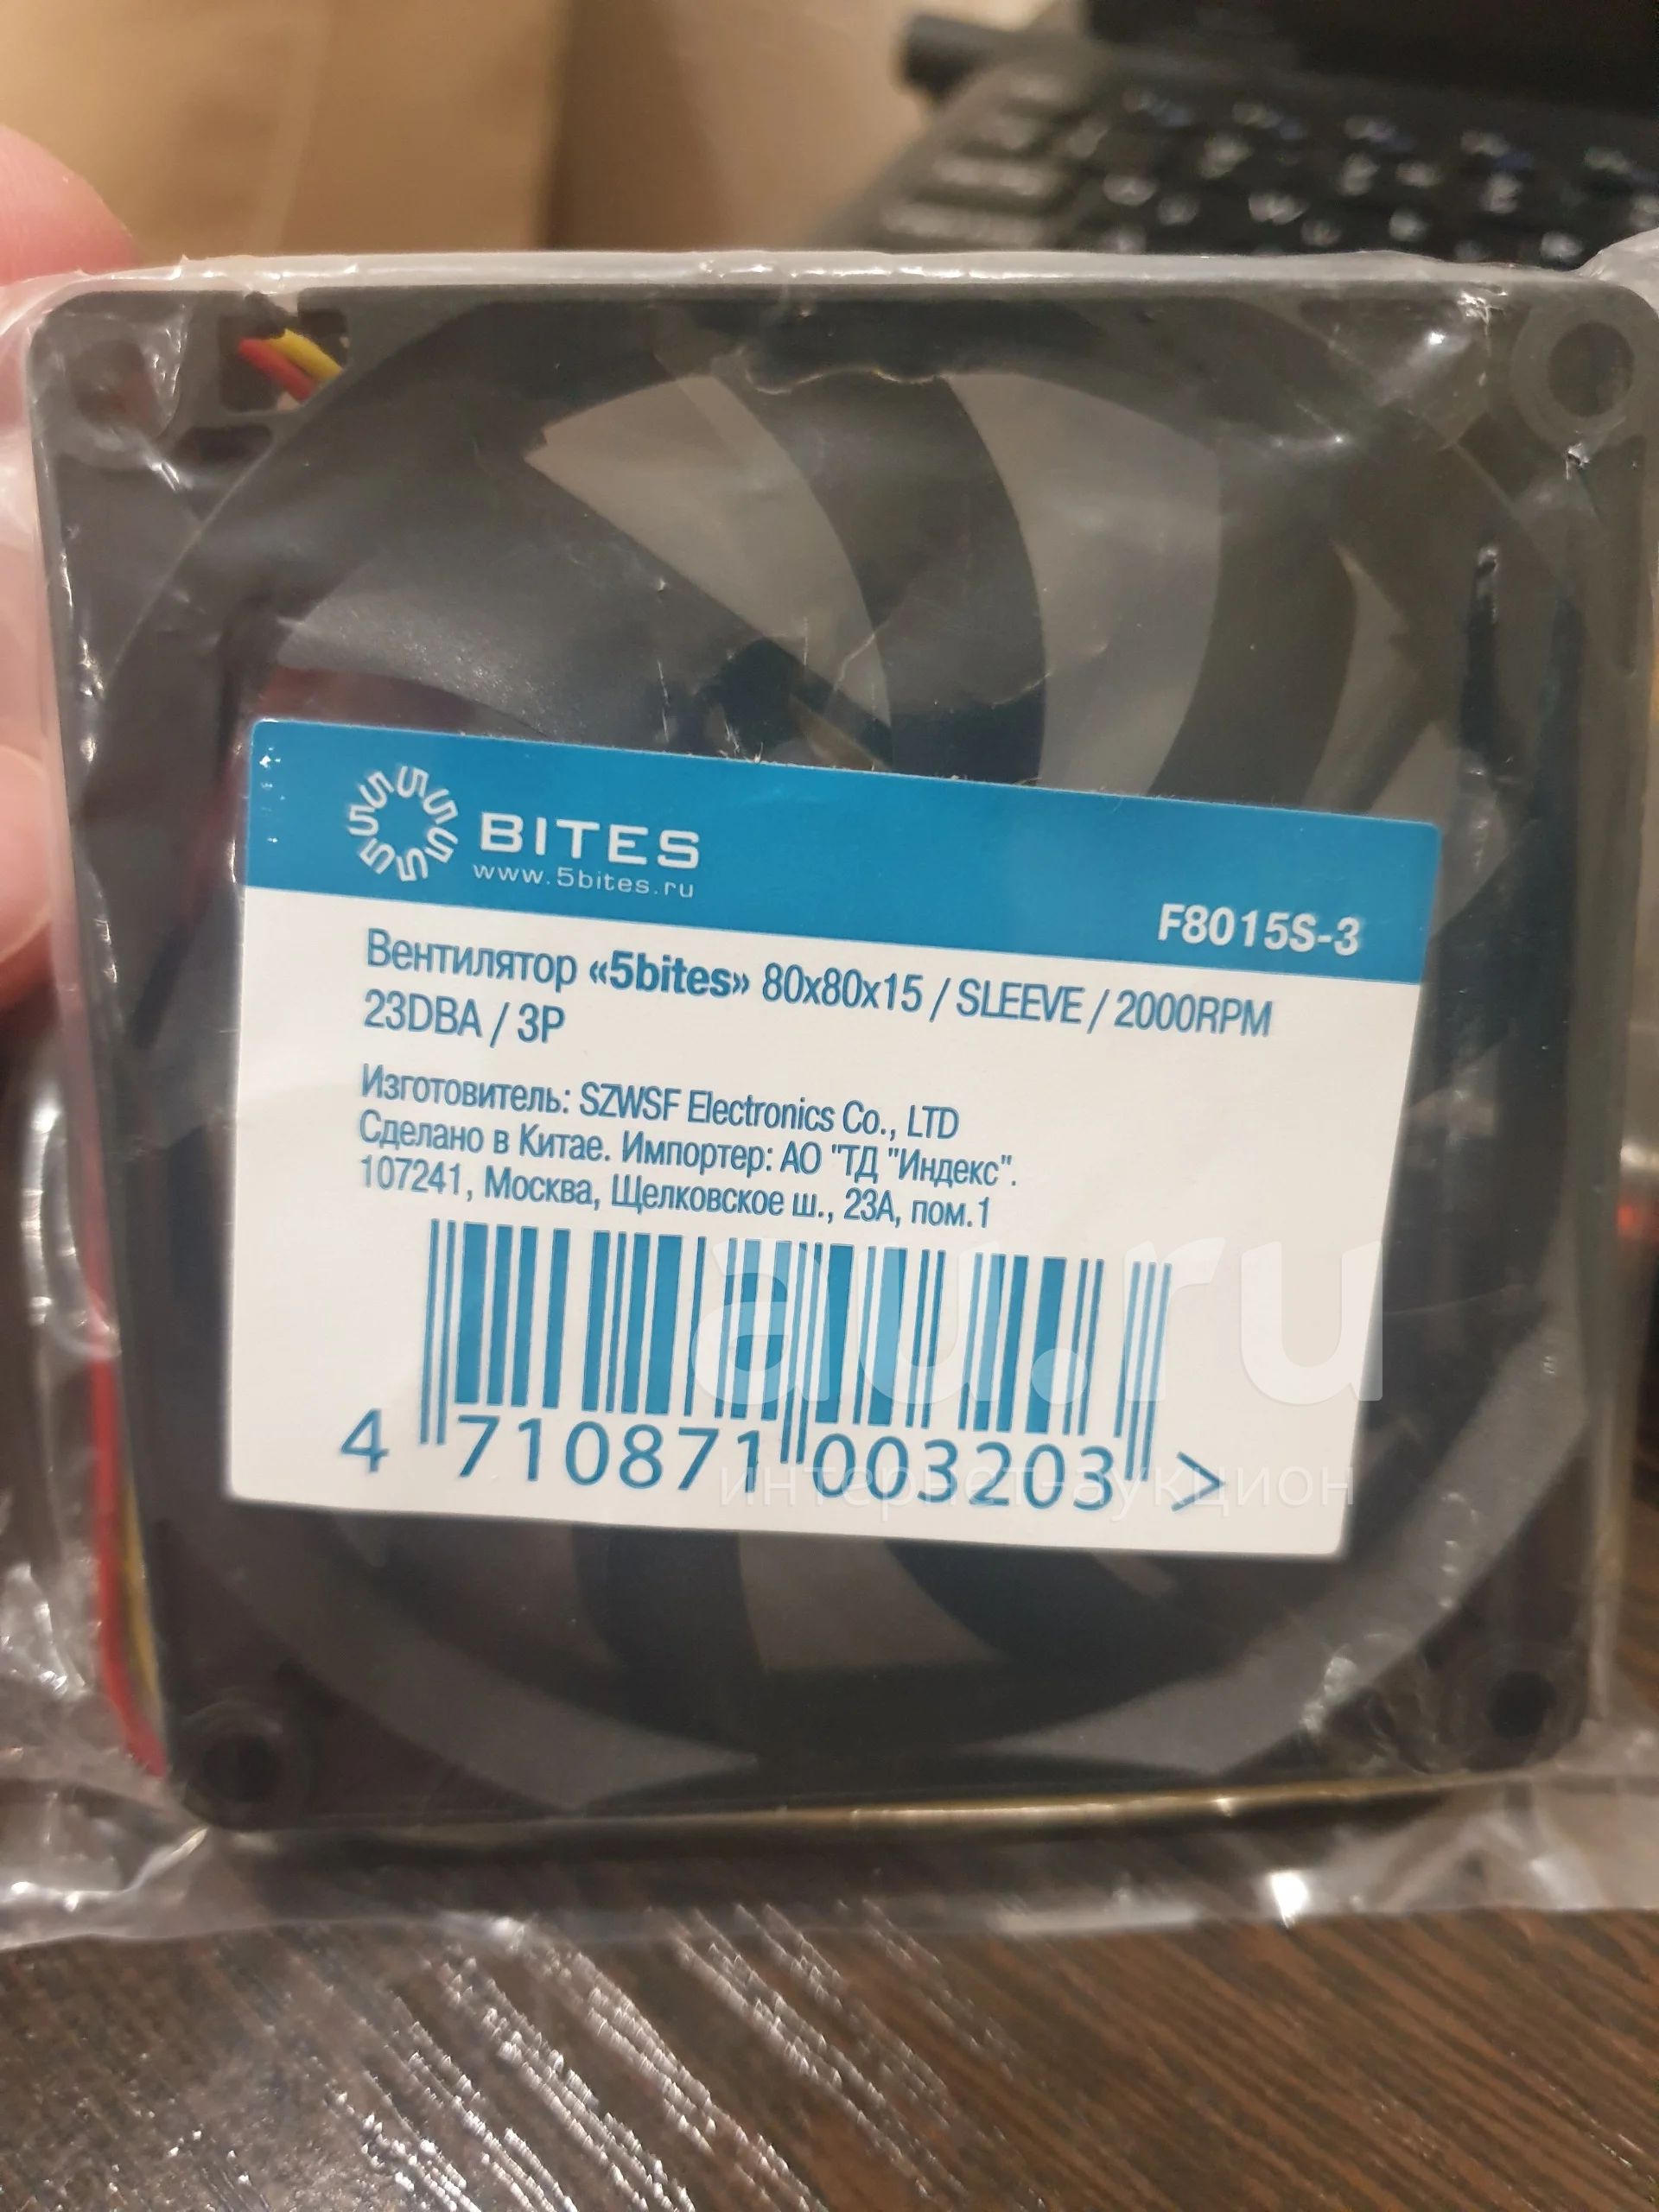 BITES
www.5bites.ru
F8015S-3
Вентилятор «5bites» 80x80x15 / SLEEVE / 2000RPM
23DBA / 3P
Изготовитель: SZWSF Electronics Co., LTD
Сделано в Китае. Импортер: АО "ТД "Индекс".
107241, Москва, Щелковское ш., 23А, пом.1
4 710871 003203 >
au.ru
интернет-аукцион